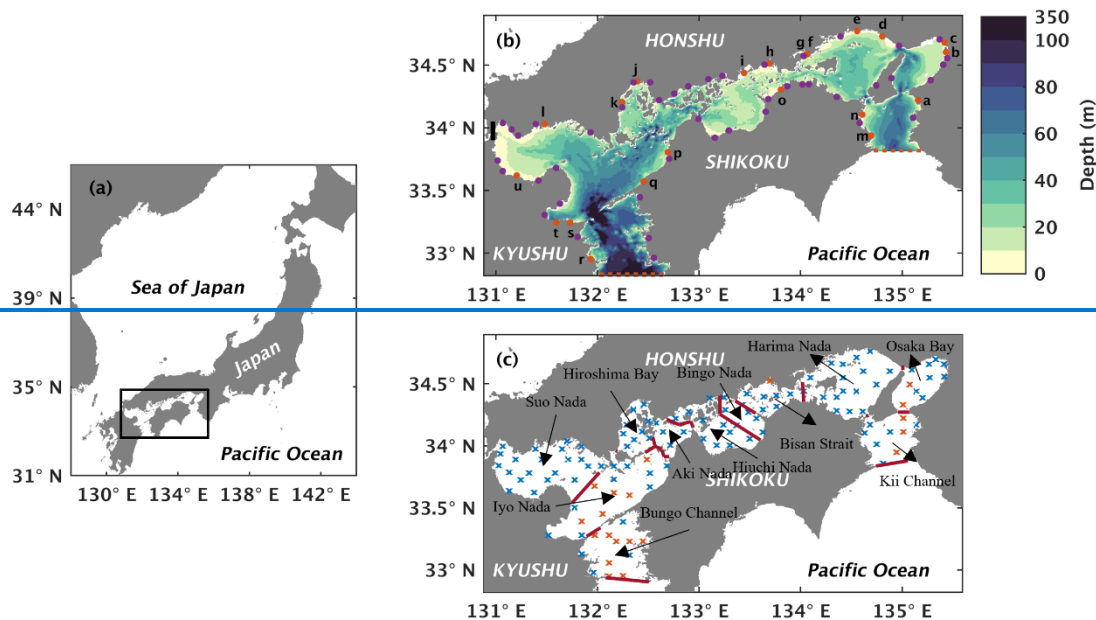 (a)
44° N
39° N
35° N
31° N
130° E
134° E
138° E
142° E
Sea of Japan
Japan
Pacific Ocean
Pacific Ocean
(b)
HONSHU
SHIKOKU
KYUSHU
Pacific Ocean
34.5° N
34° N
33.5° N
33° N
131° E
132° E
133° E
134° E
135° E
a
b
c
d
e
f
g
h
i
j
k
l
m
n
o
p
q
r
s
t
u
350
100
80
60
40
20
0
Depth (m)
(c)
HONSHU
SHIKOKU
KYUSHU
Pacific Ocean
Harima Nada
Osaka Bay
Bingo Nada
Hiroshima Bay
Suo Nada
Bisan Strait
Aki Nada
Hiuchi Nada
Kii Channel
Iyo Nada
Bungo Channel
34.5° N
34° N
33.5° N
33° N
131° E
132° E
133° E
134° E
135° E